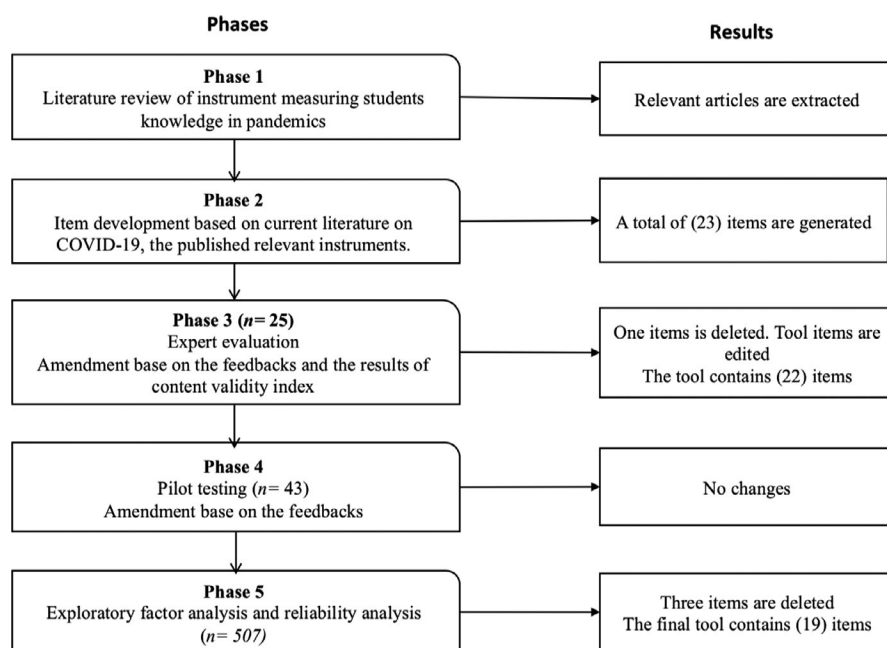 Phases
Results
Phase 1
Literature review of instrument measuring students
knowledge in pandemics
Relevant articles are extracted
Phase 2
Item development based on current literature on
COVID-19, the published relevant instruments.
A total of (23) items are generated
Phase 3 (n= 25)
Expert evaluation
Amendment base on the feedbacks and the results of
content validity index
One items is deleted. Tool items are
edited
The tool contains (22) items
Phase 4
Pilot testing (n= 43)
Amendment base on the feedbacks
No changes
Phase 5
Exploratory factor analysis and reliability analysis
(n= 507)
Three items are deleted
The final tool contains (19) items